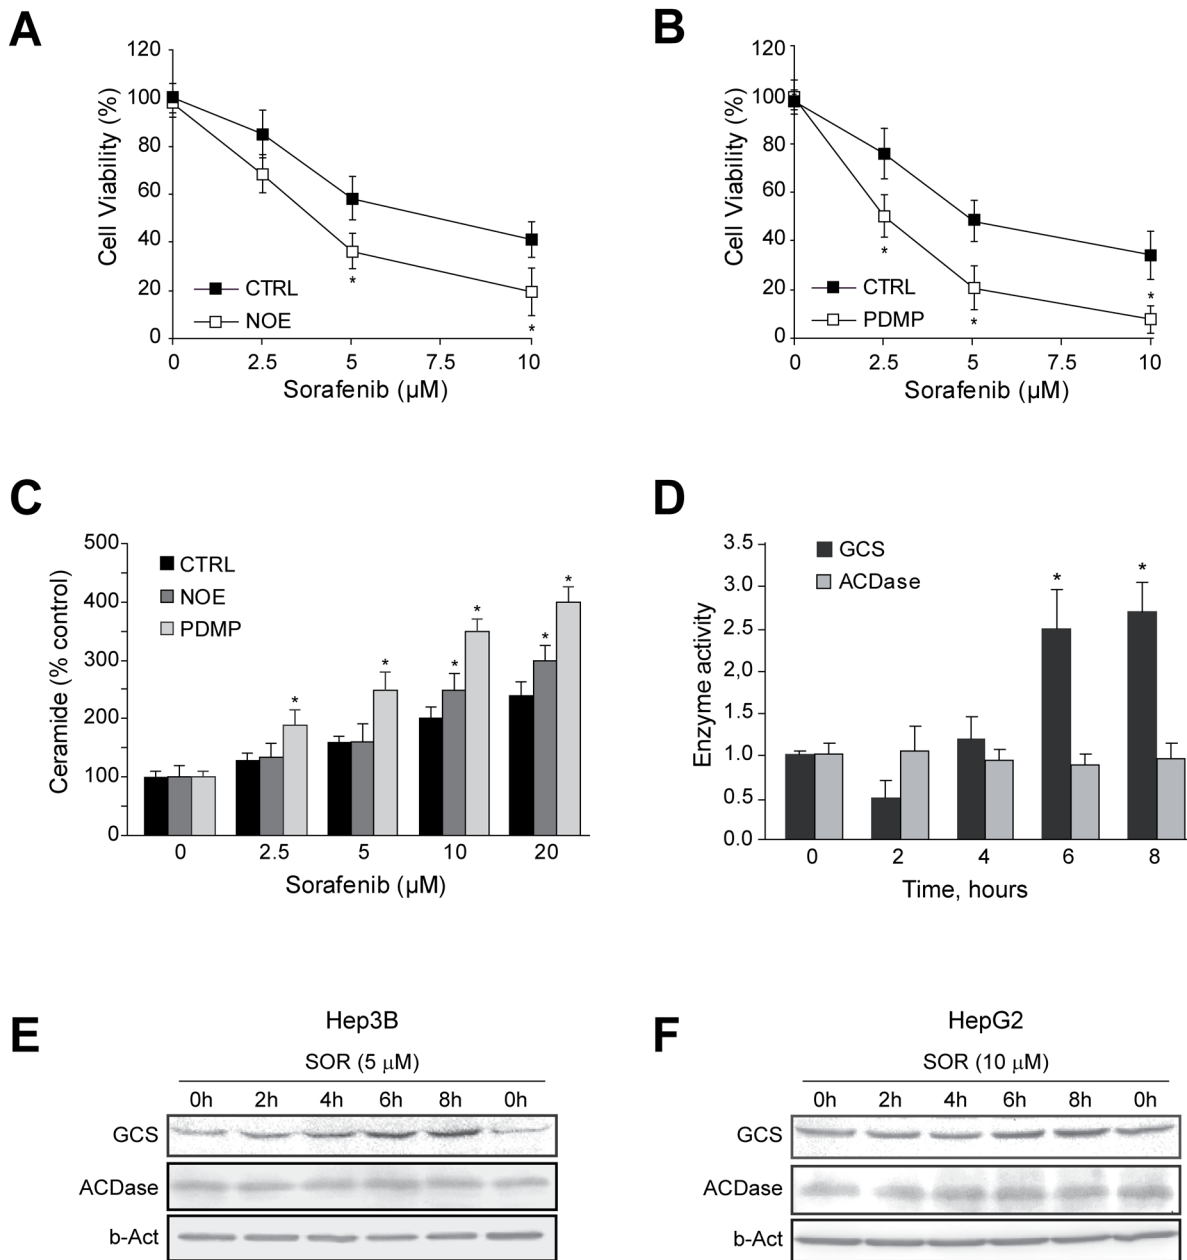 A
120
100
80
60
40
20
0
Cell Viability (%)
CTRL
NOE
*
*
0 2.5 5 7.5 10
Sorafenib (µM)
B
120
100
80
60
40
20
0
Cell Viability (%)
CTRL
PDMP
*
*
*
0 2.5 5 7.5 10
Sorafenib (µM)
C
500
400
300
200
100
0
Ceramide (% control)
CTRL
NOE
PDMP
*
*
*
*
*
*
0 2.5 5 10 20
Sorafenib (µM)
D
3.5
3.0
2.5
2,0
1.5
1.0
0.5
0.0
Enzyme activity
GCS
ACDase
*
*
0 2 4 6 8
Time, hours
E
Hep3B
SOR (5 µM)
0h 2h 4h 6h 8h 0h
GCS
ACDase
b-Act
F
HepG2
SOR (10 µM)
0h 2h 4h 6h 8h 0h
GCS
ACDase
b-Act